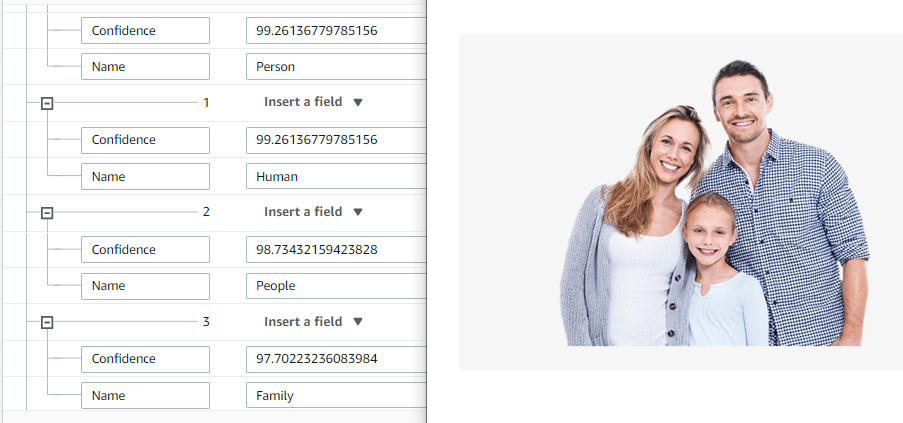 Confidence 99.26136779785156
Name Person
1 Insert a field
Confidence 99.26136779785156
Name Human
2 Insert a field
Confidence 98.73432159423828
Name People
3 Insert a field
Confidence 97.70223236083984
Name Family